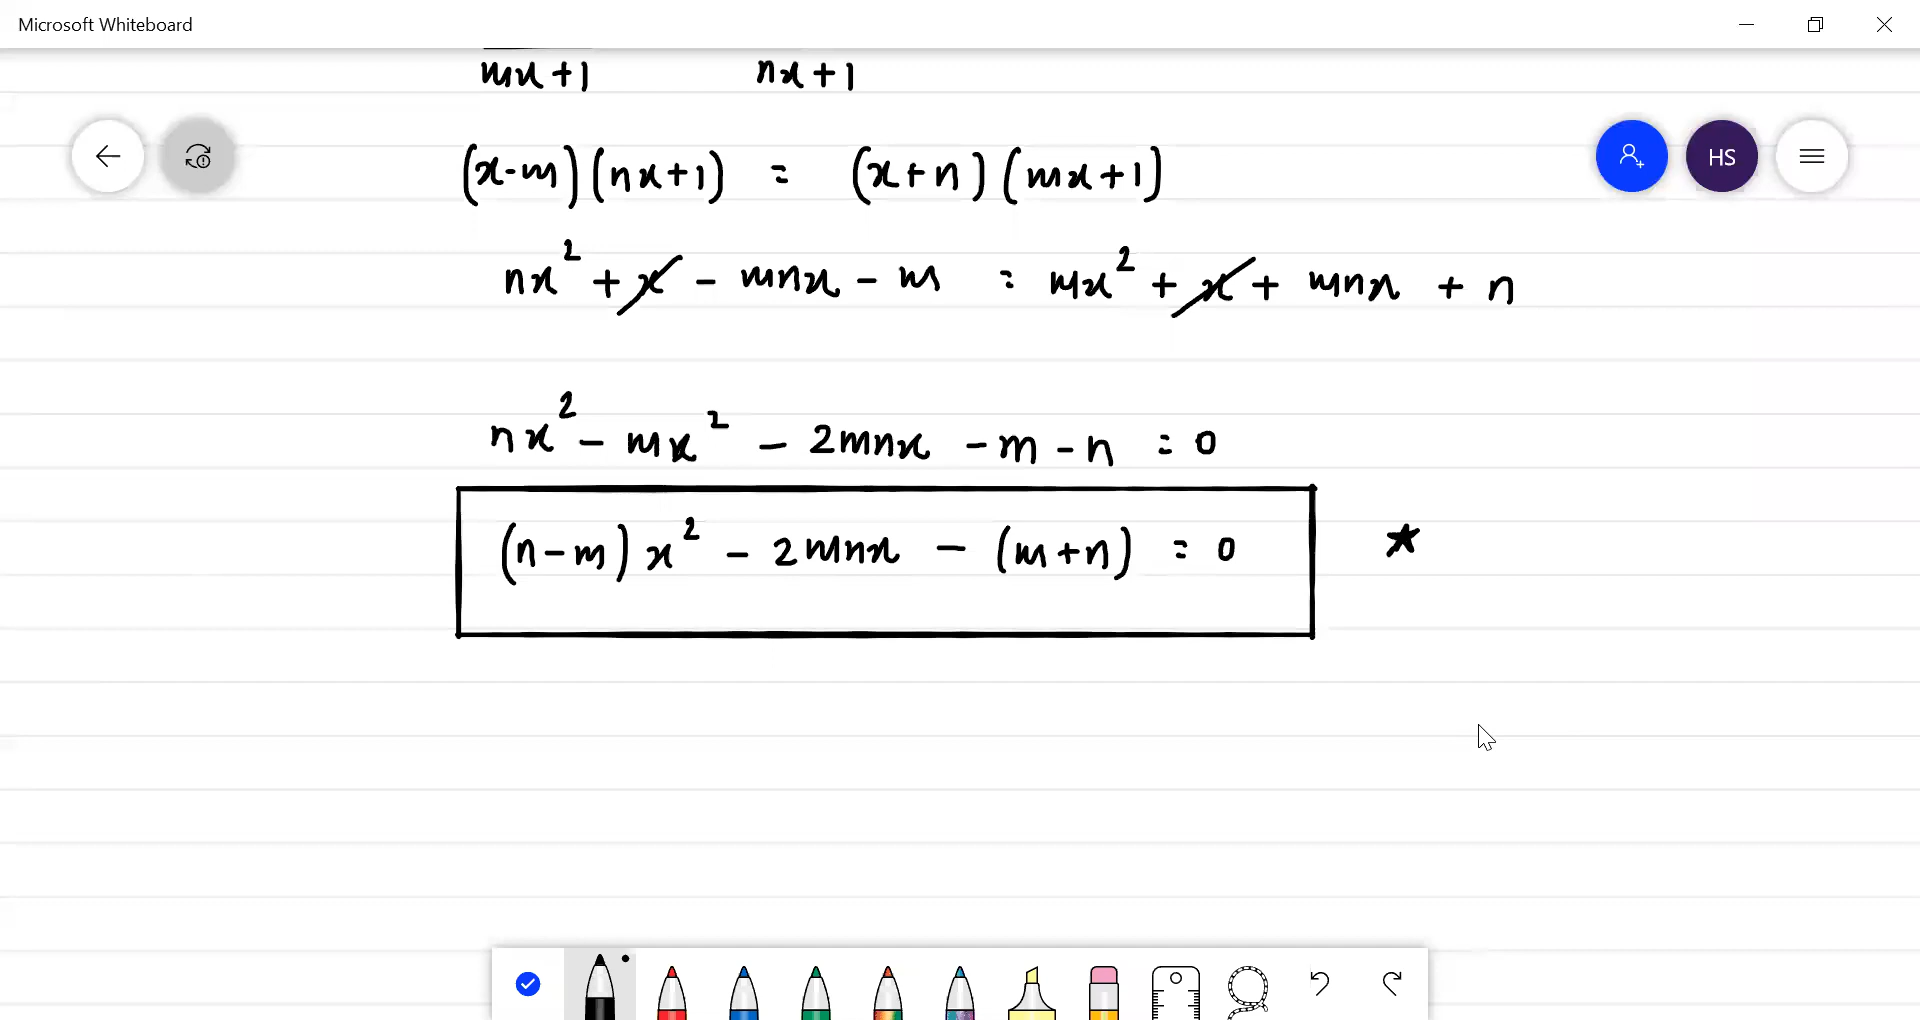 Microsoft Whiteboard
mx+1 nx+1
(x-m)(nx+1) = (x+n)(mx+1)
HS
nx² + x - mnx - m = mx² + x + mnx + n
nx² - mx² - 2mnx - m - n = 0
(n-m)x² - 2mnx - (m+n) = 0 ★